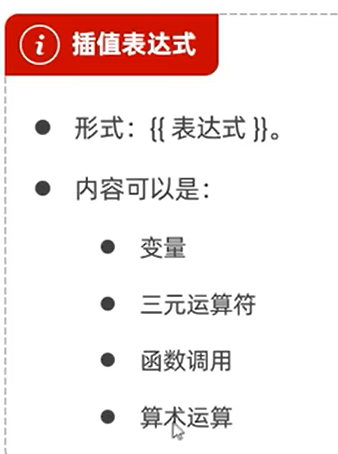 插值表达式
形式：{{ 表达式 }}。
内容可以是：
变量
三元运算符
函数调用
算术运算